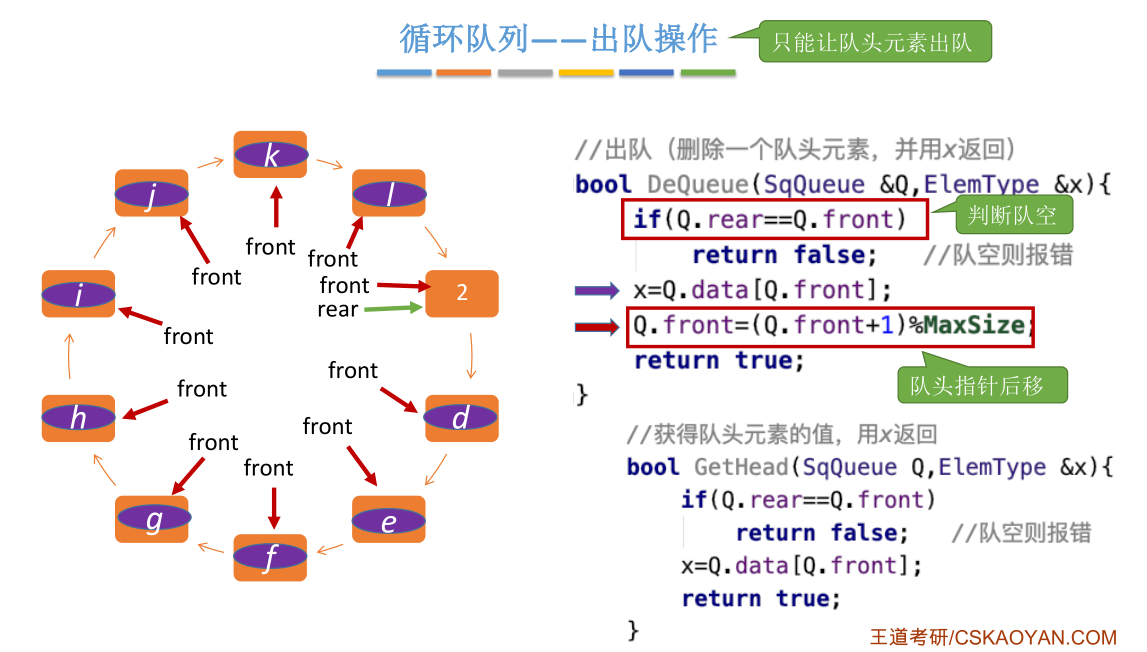 循环队列——出队操作
只能让队头元素出队
k
j
l
front
front
front
front
2
rear
i
front
front
front
d
h
front
front
front
g
e
f
//出队（删除一个队头元素，并用x返回）
bool DeQueue(SqQueue &Q,ElemType &x){
if(Q.rear==Q.front)
判断队空
return false; //队空则报错
x=Q.data[Q.front];
Q.front=(Q.front+1)%MaxSize;
return true;
队头指针后移
}
//获得队头元素的值，用x返回
bool GetHead(SqQueue Q,ElemType &x){
if(Q.rear==Q.front)
return false; //队空则报错
x=Q.data[Q.front];
return true;
}
王道考研/CSKAOYAN.COM